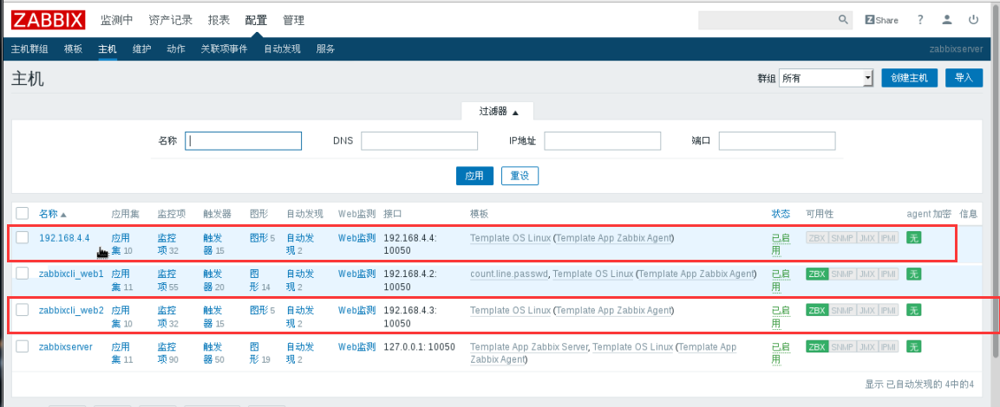 ZABBIX 监测中 资产记录 报表 配置 管理 Z Share ?
主机群组 模板 主机 维护 动作 关联项事件 自动发现 服务 zabbixserver
主机 群组 所有 创建主机 导入
过滤器
名称 DNS IP地址 端口
应用 重设
名称 应用集 监控项 触发器 图形 自动发现 Web监测 接口 模板 状态 可用性 agent 加密 信息
192.168.4.4 应用 监控 触发 图形 5 自动发 Web监测 192.168.4.4: Template OS Linux (Template App Zabbix Agent) 已启 ZBX SNMP JMX IPMI 无
集 10 项 32 器 15 现 2 10050 用
zabbixcli_web1 应用 监控 触发 图 自动发 Web监测 192.168.4.2: count.line.passwd, Template OS Linux (Template App Zabbix Agent) 已启 ZBX SNMP JMX IPMI 无
集 11 项 55 器 20 形 14 现 2 10050 用
zabbixcli_web2 应用 监控 触发 图形 5 自动发 Web监测 192.168.4.3: Template OS Linux (Template App Zabbix Agent) 已启 ZBX SNMP JMX IPMI 无
集 10 项 32 器 15 现 2 10050 用
zabbixserver 应用 监控 触发 图 自动发 Web监测 127.0.0.1: 10050 Template App Zabbix Server, Template OS Linux (Template App 已启 ZBX SNMP JMX IPMI 无
集 11 项 90 器 50 形 19 现 2 Zabbix Agent) 用
显示 已自动发现的 4中的4